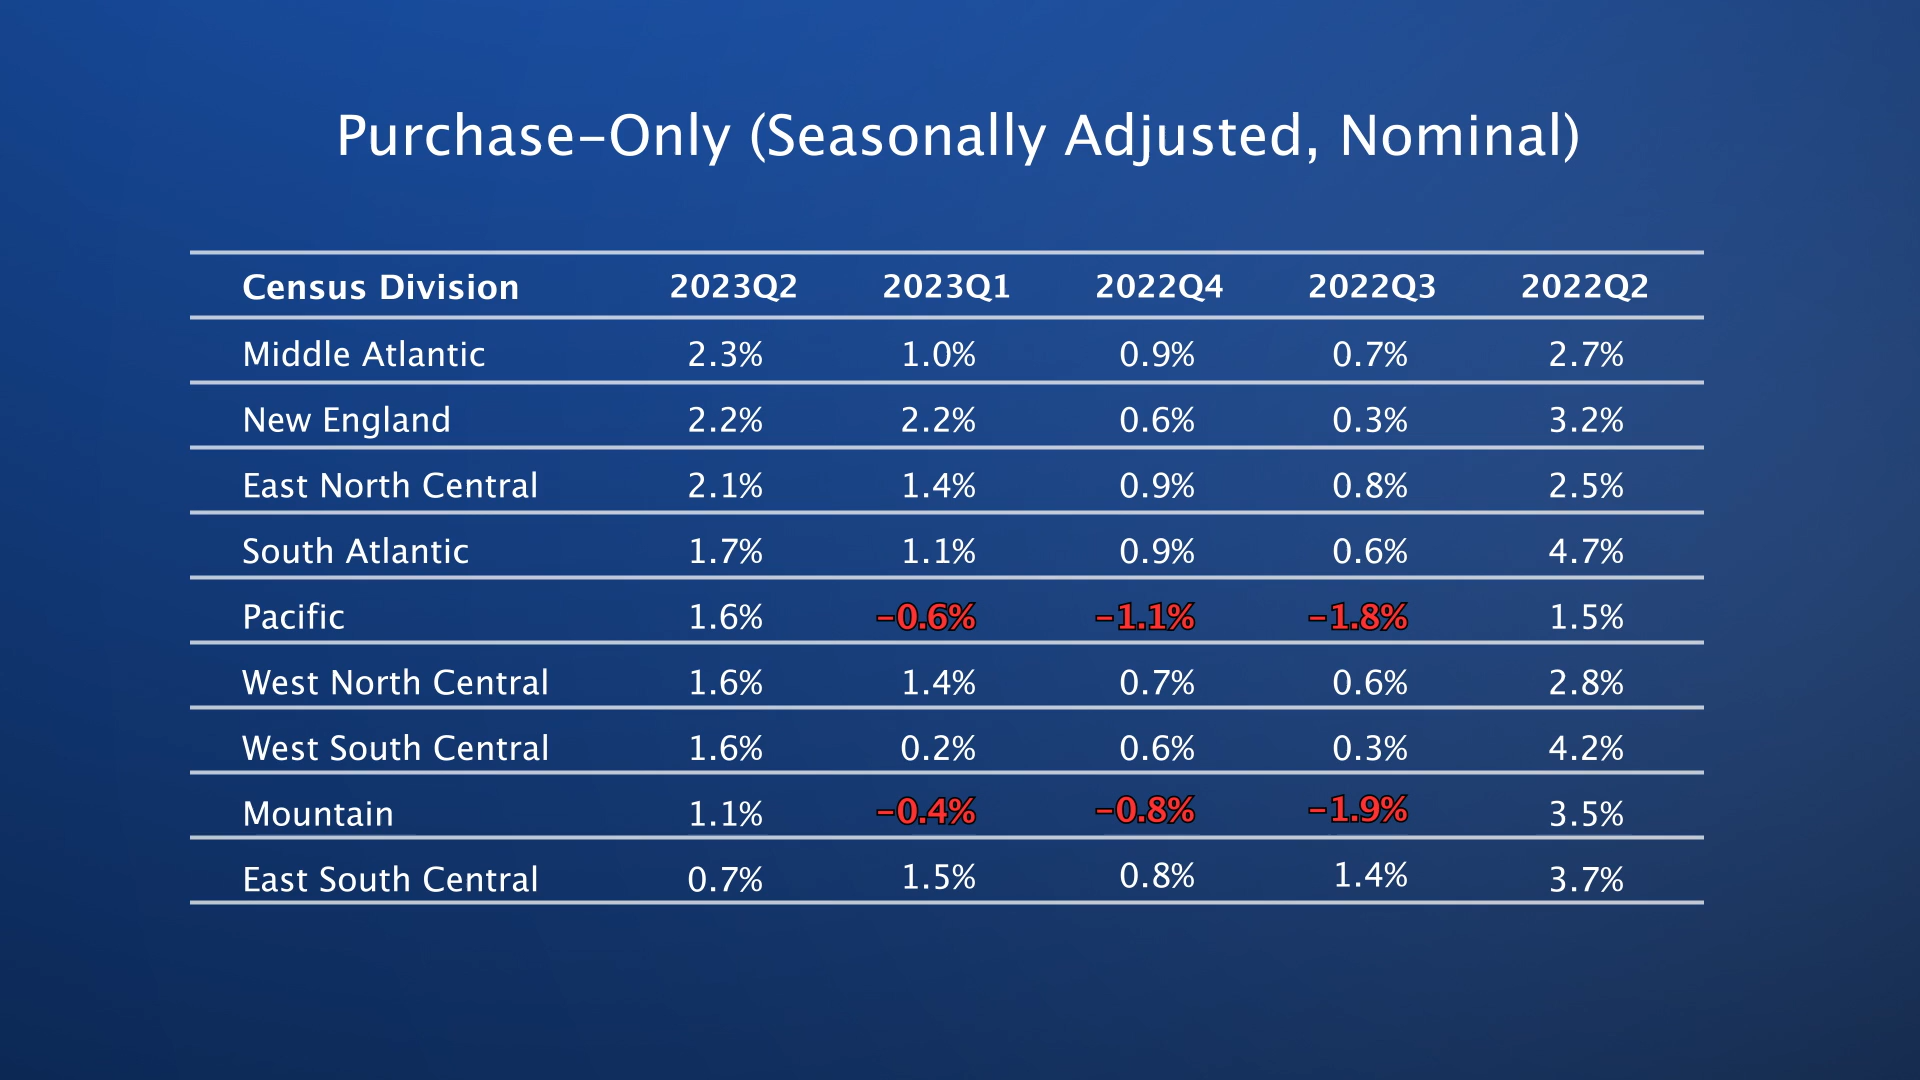 Purchase-Only (Seasonally Adjusted, Nominal)
Census Division 2023Q2 2023Q1 2022Q4 2022Q3 2022Q2
Middle Atlantic 2.3% 1.0% 0.9% 0.7% 2.7%
New England 2.2% 2.2% 0.6% 0.3% 3.2%
East North Central 2.1% 1.4% 0.9% 0.8% 2.5%
South Atlantic 1.7% 1.1% 0.9% 0.6% 4.7%
Pacific 1.6% -0.6% -1.1% -1.8% 1.5%
West North Central 1.6% 1.4% 0.7% 0.6% 2.8%
West South Central 1.6% 0.2% 0.6% 0.3% 4.2%
Mountain 1.1% -0.4% -0.8% -1.9% 3.5%
East South Central 0.7% 1.5% 0.8% 1.4% 3.7%